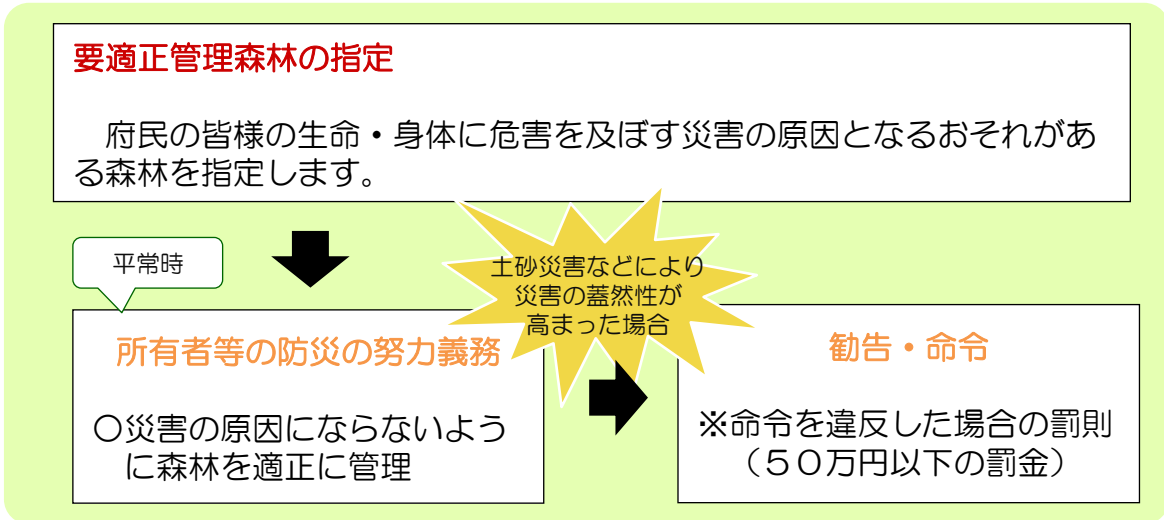 要適正管理森林の指定
　府民の皆様の生命・身体に危害を及ぼす災害の原因となるおそれがあ
る森林を指定します。
平常時
土砂災害などにより
災害の蓋然性が
高まった場合
所有者等の防災の努力義務
○災害の原因にならないよう
に森林を適正に管理
勧告・命令
※命令を違反した場合の罰則
（５０万円以下の罰金）